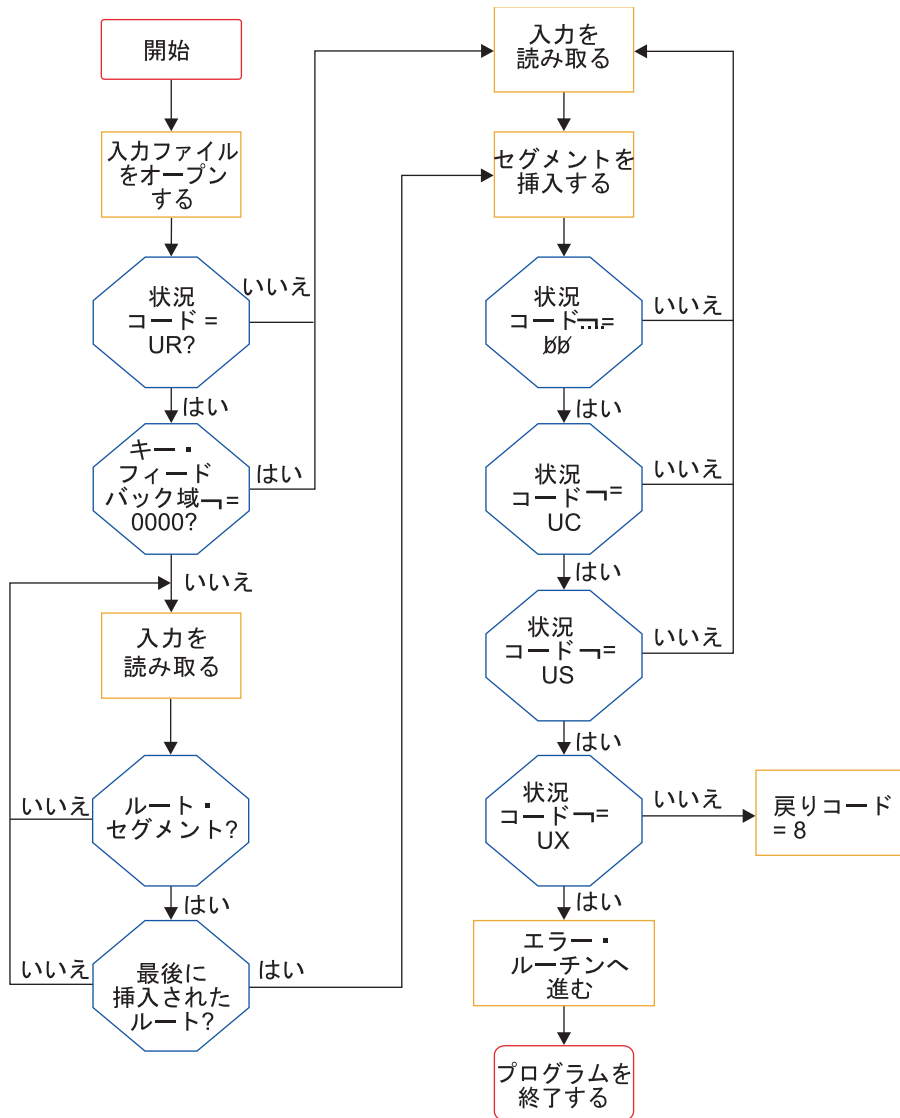 開始
入力ファイル
をオープン
する
状況
コード =
UR?
いいえ
はい
キー・
フィード
バック域¬=
0000?
はい
いいえ
入力を
読み取る
ルート・
セグメント?
いいえ
はい
最後に
挿入された
ルート?
いいえ
はい
入力を
読み取る
セグメントを
挿入する
状況
コード¬=
b̸b̸
いいえ
はい
状況
コード¬=
UC
いいえ
はい
状況
コード¬=
US
いいえ
はい
状況
コード¬=
UX
いいえ
戻りコード
= 8
はい
エラー・
ルーチンへ
進む
プログラムを
終了する